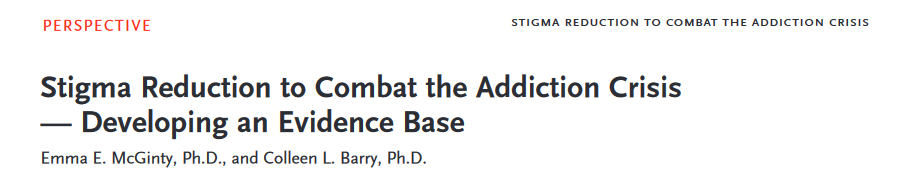 PERSPECTIVE
STIGMA REDUCTION TO COMBAT THE ADDICTION CRISIS
Stigma Reduction to Combat the Addiction Crisis
— Developing an Evidence Base
Emma E. McGinty, Ph.D., and Colleen L. Barry, Ph.D.